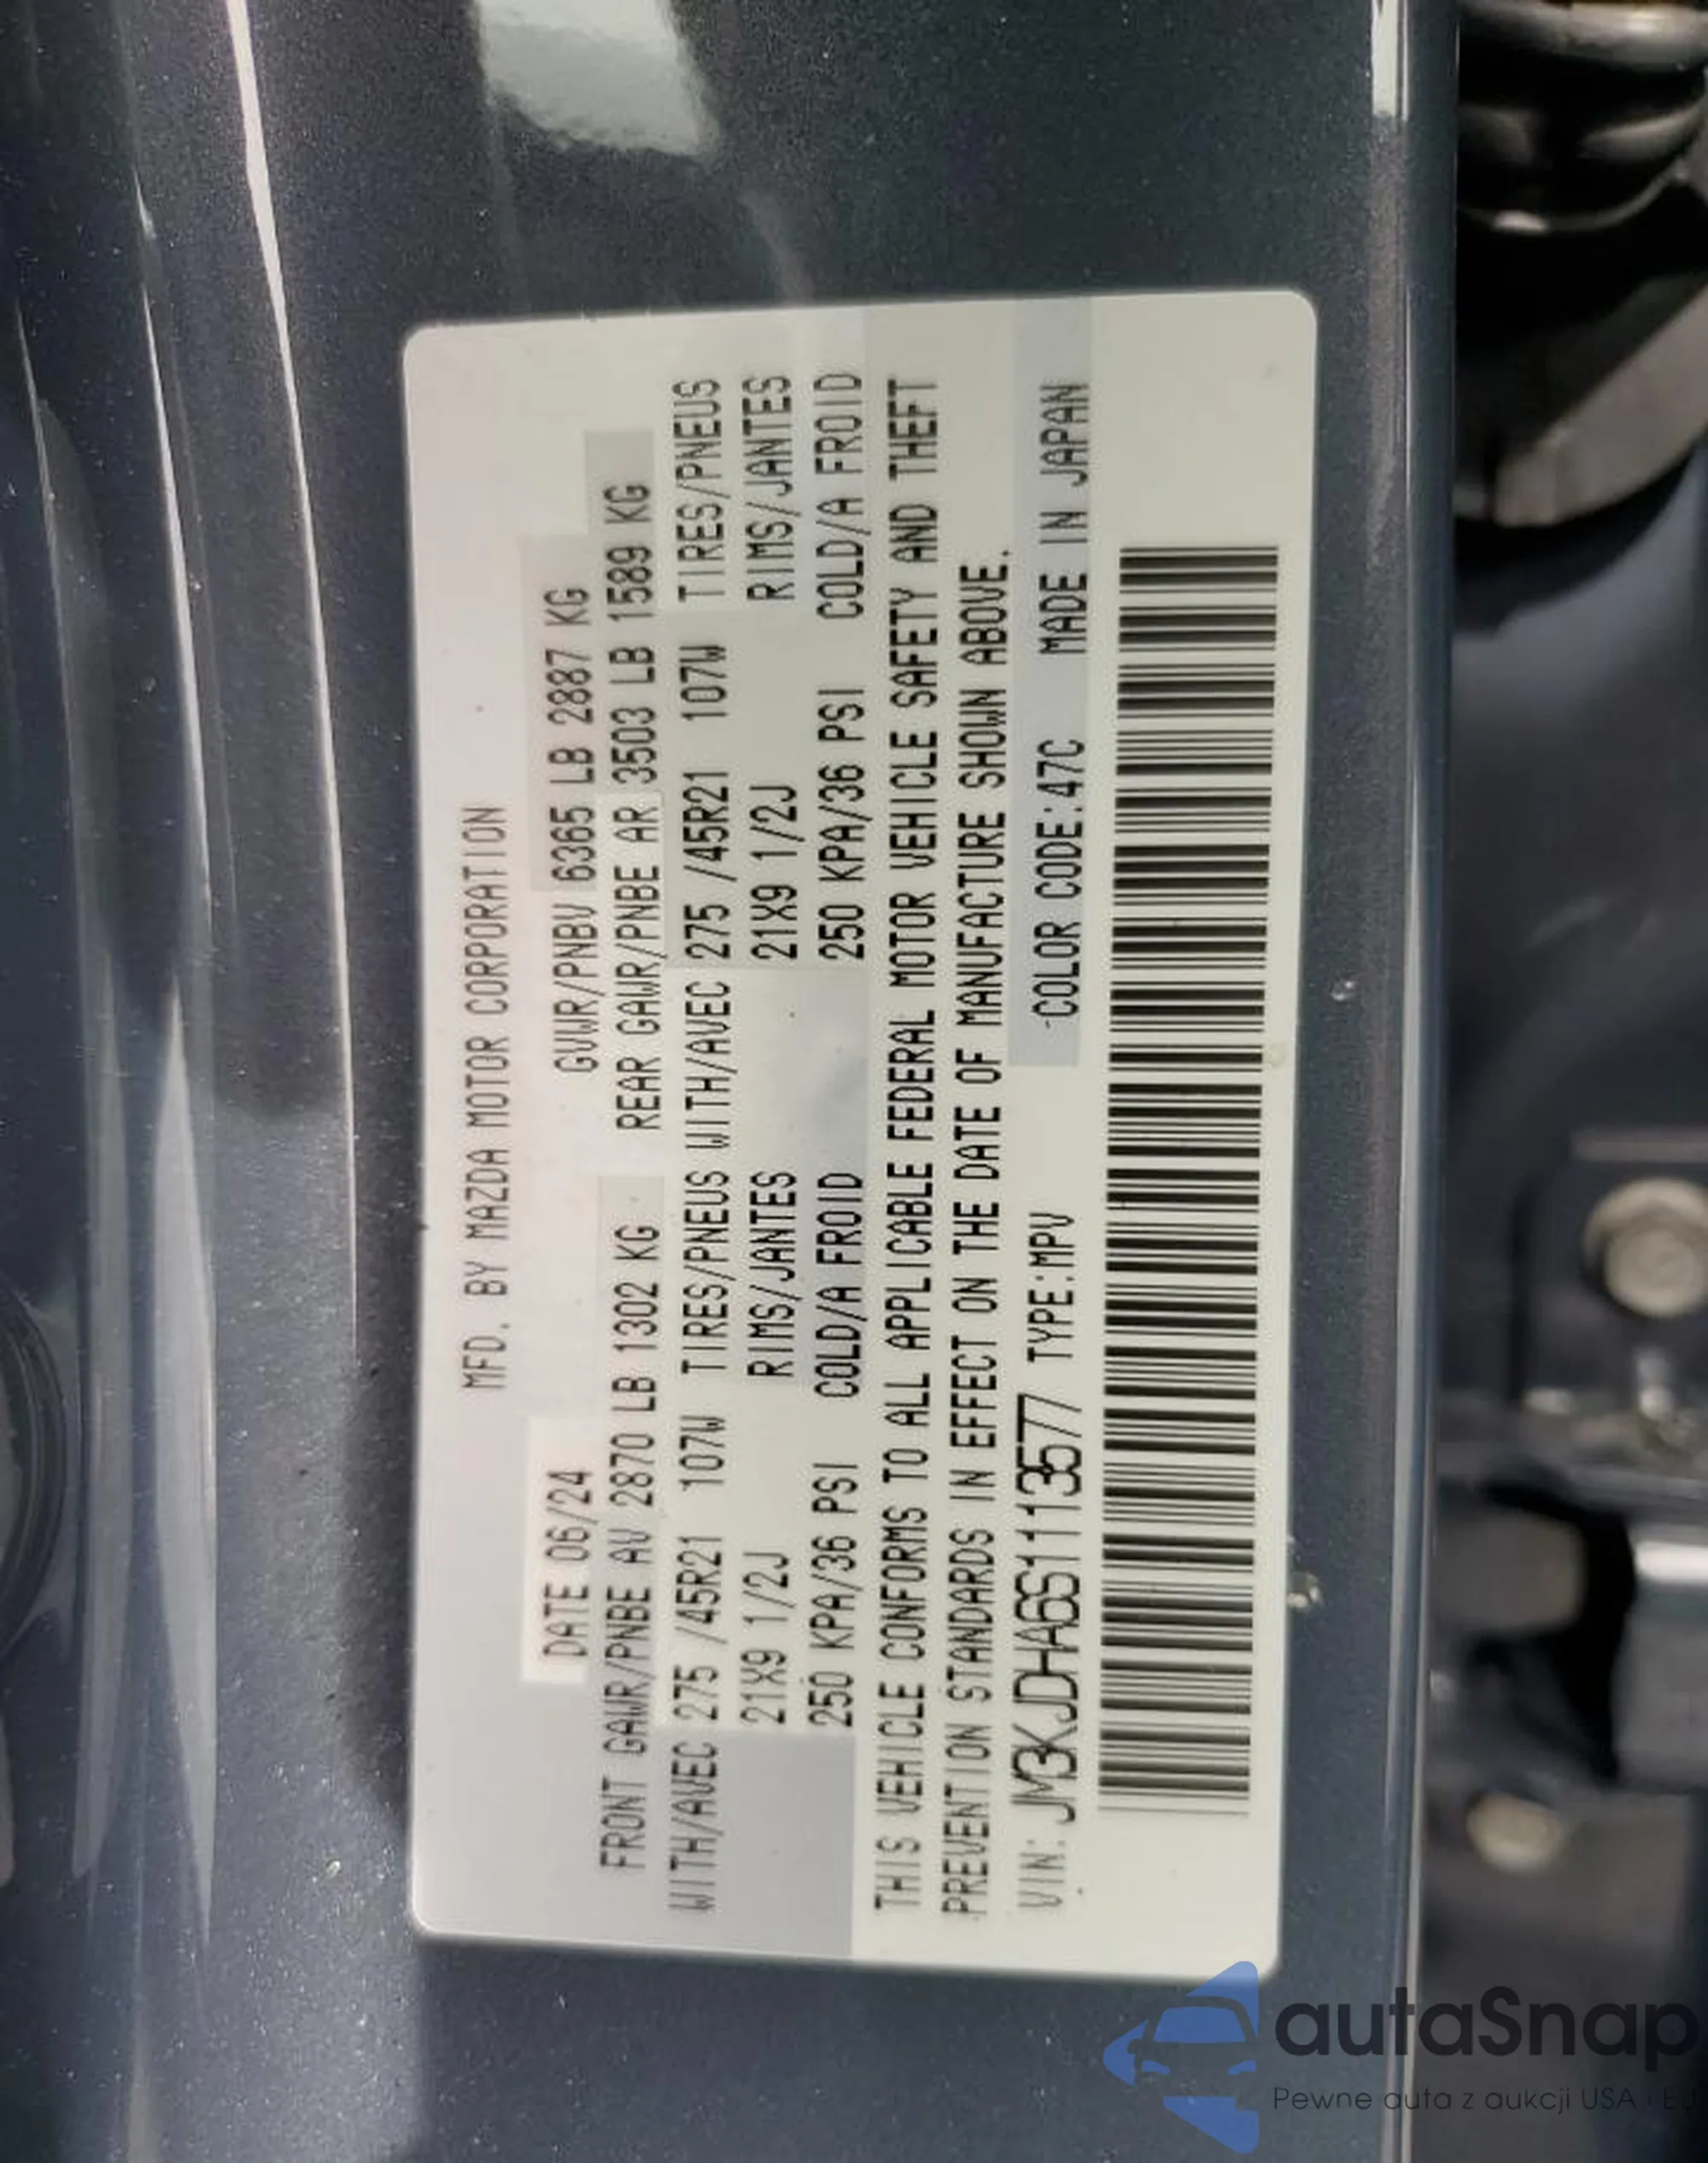 MFD. BY MAZDA MOTOR CORPORATION
DATE 06/24 GVWR/PNBV 6365 LB 2887 KG
FRONT GAWR/PNBE AV 2870 LB 1302 KG REAR GAWR/PNBE AR 3503 LB 1589 KG
WITH/AVEC 275 /45R21 107W TIRES/PNEUS WITH/AVEC 275 /45R21 107W TIRES/PNEUS
21X9 1/2J RIMS/JANTES 21X9 1/2J RIMS/JANTES
250 KPA/36 PSI COLD/A FROID 250 KPA/36 PSI COLD/A FROID
THIS VEHICLE CONFORMS TO ALL APPLICABLE FEDERAL MOTOR VEHICLE SAFETY AND THEFT
PREVENTION STANDARDS IN EFFECT ON THE DATE OF MANUFACTURE SHOWN ABOVE.
VIN: JM3KJDHA6S1113577 TYPE:MPV COLOR CODE:47C MADE IN JAPAN
autaSnap
Pewne auta z aukcji USA i EU